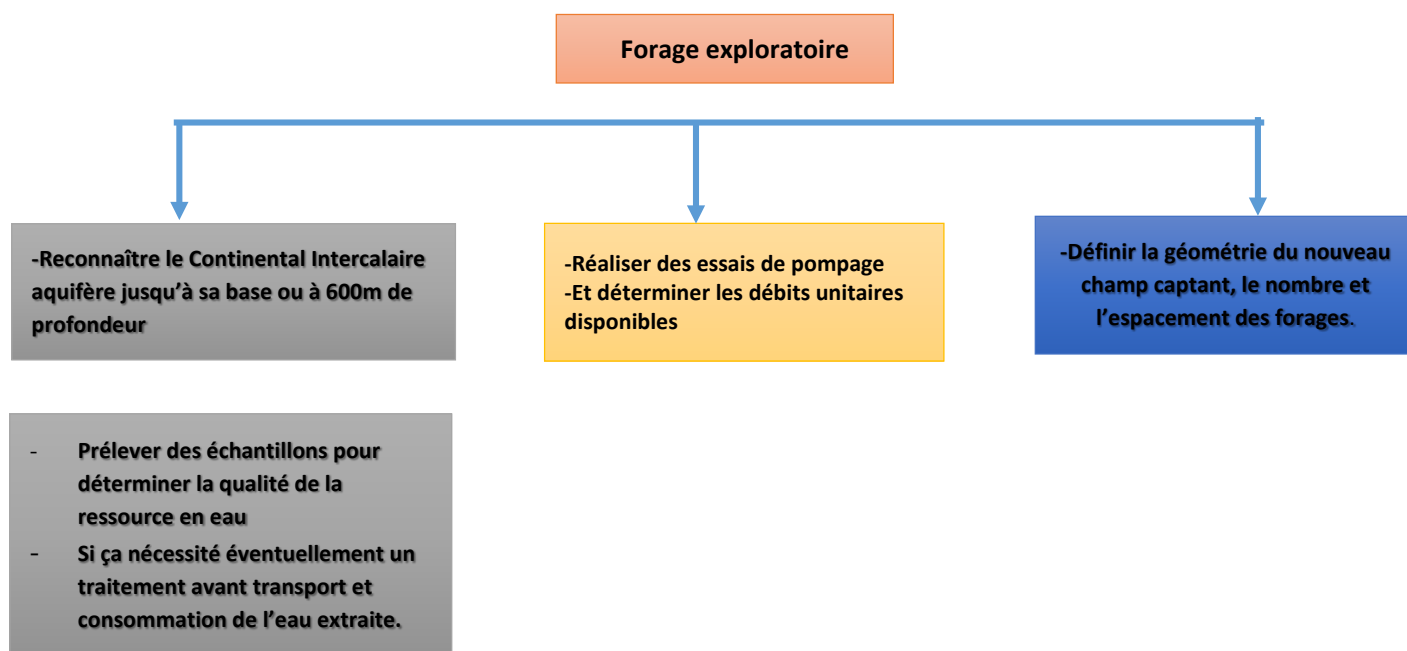 Forage exploratoire
-Reconnaître le Continental Intercalaire
aquifère jusqu’à sa base ou à 600m de
profondeur
-Réaliser des essais de pompage
-Et déterminer les débits unitaires
disponibles
-Définir la géométrie du nouveau
champ captant, le nombre et
l’espacement des forages.
- Prélever des échantillons pour
déterminer la qualité de la
ressource en eau
- Si ça nécessité éventuellement un
traitement avant transport et
consommation de l’eau extraite.